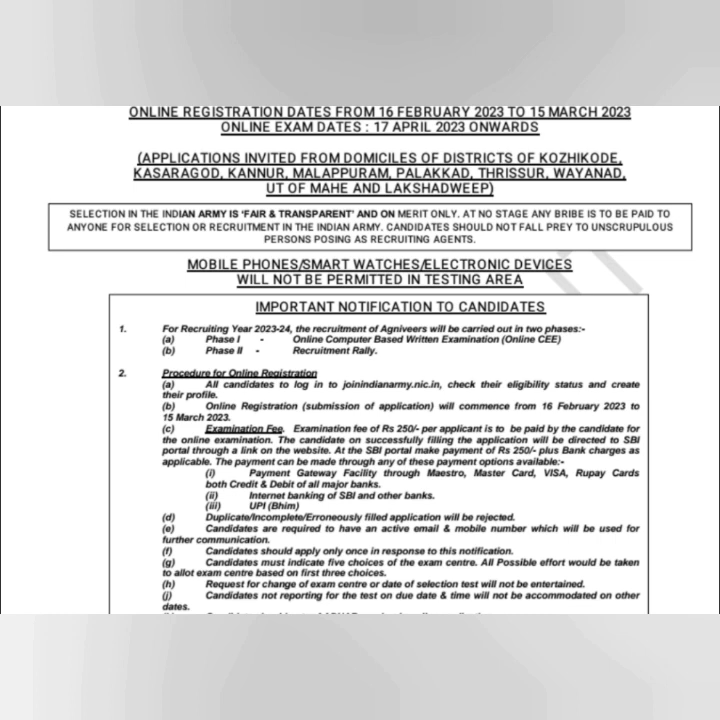 ONLINE REGISTRATION DATES FROM 16 FEBRUARY 2023 TO 15 MARCH 2023
ONLINE EXAM DATES : 17 APRIL 2023 ONWARDS
(APPLICATIONS INVITED FROM DOMICILES OF DISTRICTS OF KOZHIKODE,
KASARAGOD, KANNUR, MALAPPURAM, PALAKKAD, THRISSUR, WAYANAD,
UT OF MAHE AND LAKSHADWEEP)
SELECTION IN THE INDIAN ARMY IS ‘FAIR & TRANSPARENT’ AND ON MERIT ONLY. AT NO STAGE ANY BRIBE IS TO BE PAID TO
ANYONE FOR SELECTION OR RECRUITMENT IN THE INDIAN ARMY. CANDIDATES SHOULD NOT FALL PREY TO UNSCRUPULOUS
PERSONS POSING AS RECRUITING AGENTS.
MOBILE PHONES/SMART WATCHES/ELECTRONIC DEVICES
WILL NOT BE PERMITTED IN TESTING AREA
IMPORTANT NOTIFICATION TO CANDIDATES
1. For Recruiting Year 2023-24, the recruitment of Agniveers will be carried out in two phases:-
(a) Phase I - Online Computer Based Written Examination (Online CEE)
(b) Phase II - Recruitment Rally.
2. Procedure for Online Registration
(a) All candidates to log in to joinindianarmy.nic.in, check their eligibility status and create
their profile.
(b) Online Registration (submission of application) will commence from 16 February 2023 to
15 March 2023.
(c) Examination Fee. Examination fee of Rs 250/- per applicant is to be paid by the candidate for
the online examination. The candidate on successfully filling the application will be directed to SBI
portal through a link on the website. At the SBI portal make payment of Rs 250/- plus Bank charges as
applicable. The payment can be made through any of these payment options available:-
(i) Payment Gateway Facility through Maestro, Master Card, VISA, Rupay Cards
both Credit & Debit of all major banks.
(ii) Internet banking of SBI and other banks.
(iii) UPI (Bhim)
(d) Duplicate/Incomplete/Erroneously filled application will be rejected.
(e) Candidates are required to have an active email & mobile number which will be used for
further communication.
(f) Candidates should apply only once in response to this notification.
(g) Candidates must indicate five choices of the exam centre. All Possible effort would be taken
to allot exam centre based on first three choices.
(h) Request for change of exam centre or date of selection test will not be entertained.
(j) Candidates not reporting for the test on due date & time will not be accommodated on other
dates.